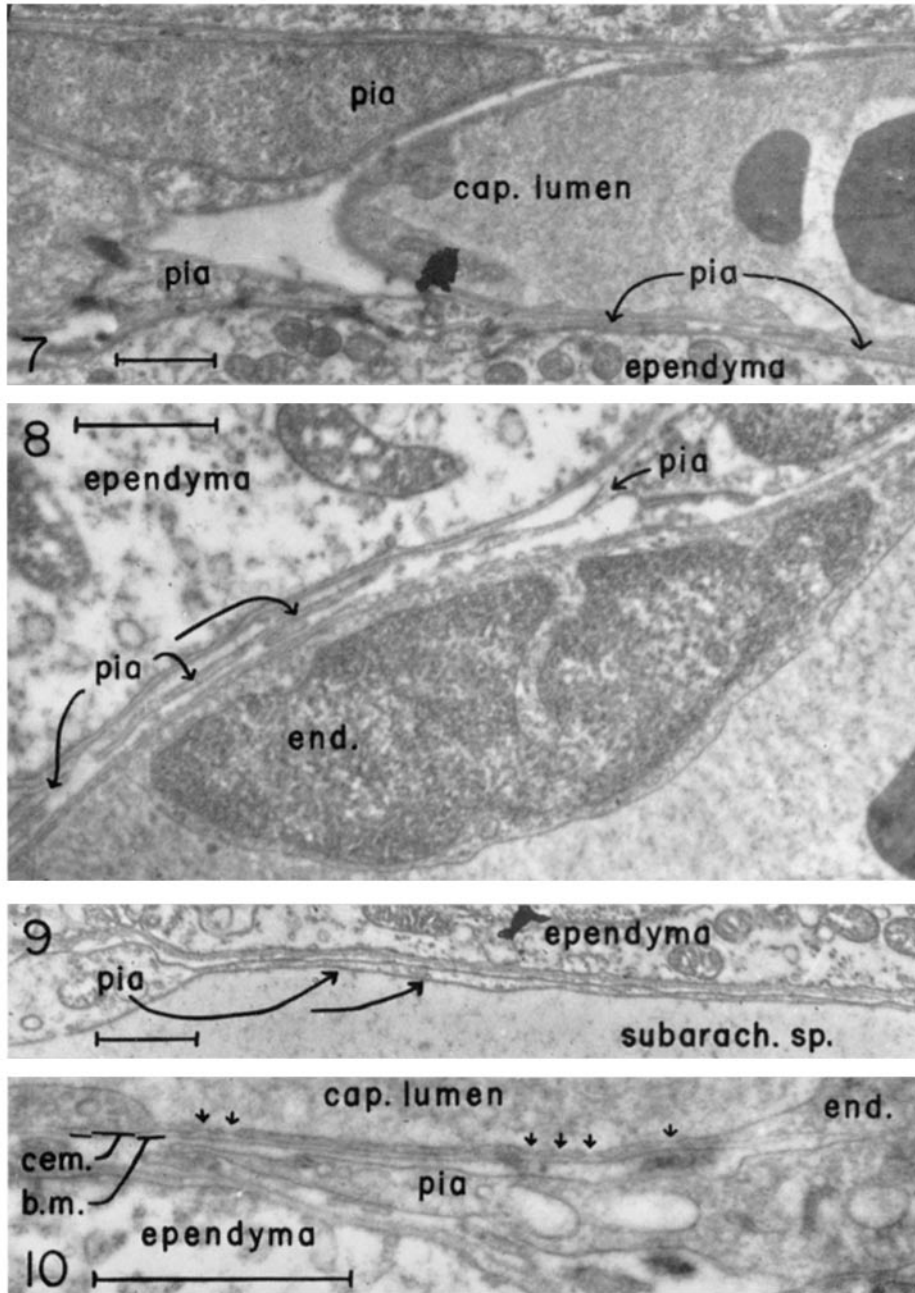 pia
cap. lumen
pia
pia
7
ependyma
8
ependyma
pia
pia
end.
9
ependyma
pia
subarach. sp.
cap. lumen
end.
cem.
pia
b.m.
ependyma
10